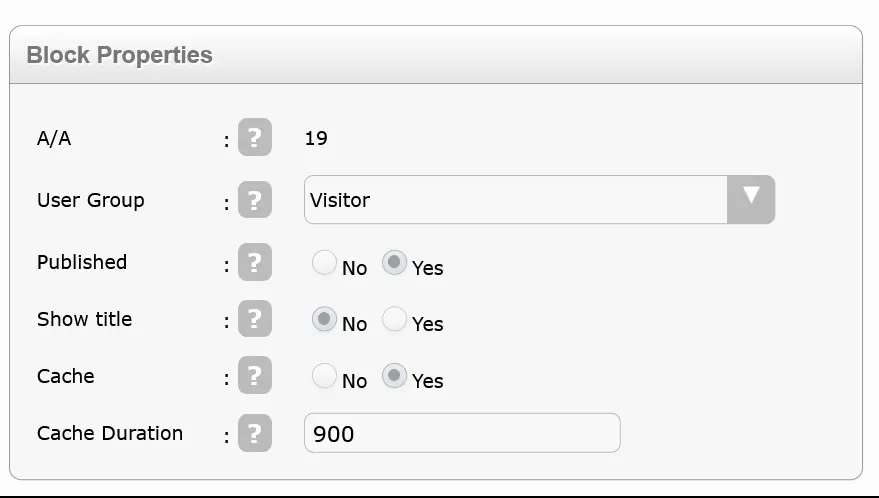 Block Properties
A/A : ? 19
User Group : ? Visitor
Published : ? No Yes
Show title : ? No Yes
Cache : ? No Yes
Cache Duration : ? 900